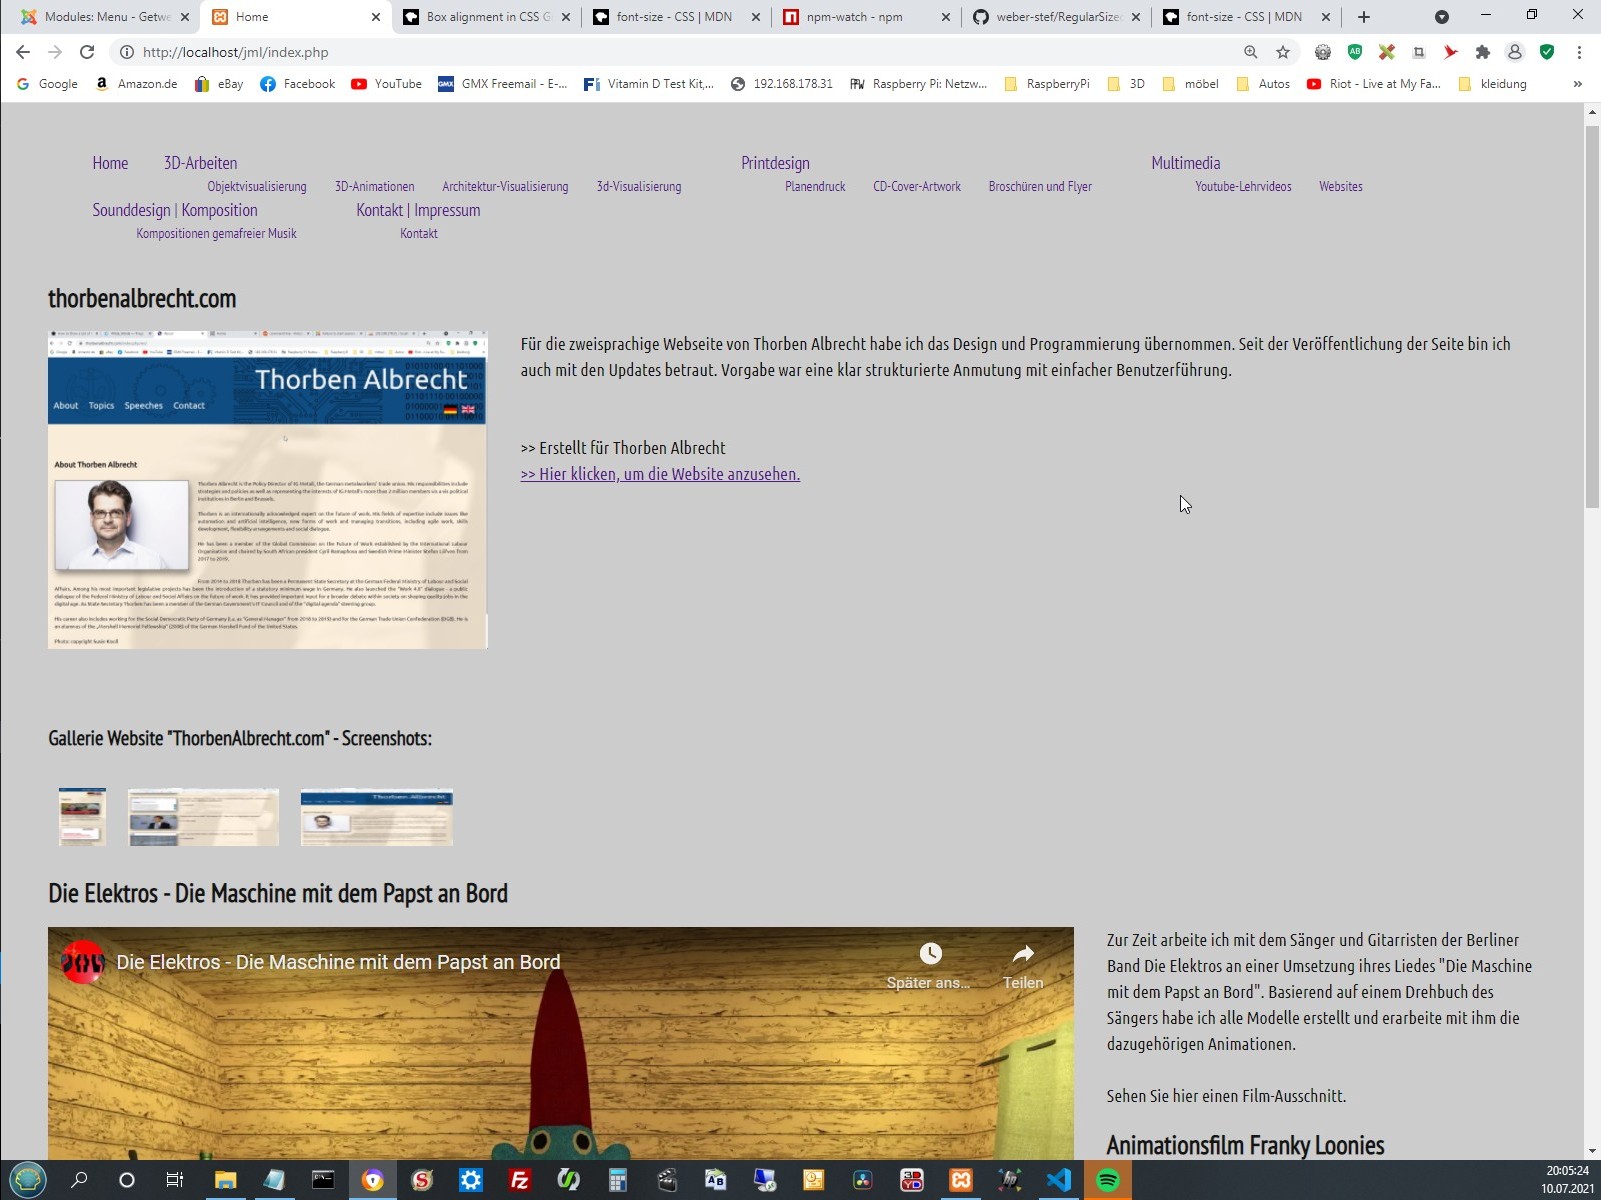 Modules: Menu - Getwe
Home
Box alignment in CSS G
font-size - CSS | MDN
npm-watch - npm
weber-stef/RegularSize
font-size - CSS | MDN
http://localhost/jml/index.php
Google
Amazon.de
eBay
Facebook
YouTube
GMX Freemail - E-...
Vitamin D Test Kit,...
192.168.178.31
Raspberry Pi: Netzw...
RaspberryPi
3D
möbel
Autos
Riot - Live at My Fa...
kleidung
Home 3D-Arbeiten Printdesign Multimedia
Objektvisualisierung 3D-Animationen Architektur-Visualisierung 3d-Visualisierung Planendruck CD-Cover-Artwork Broschüren und Flyer Youtube-Lehrvideos Websites
Sounddesign | Komposition Kontakt | Impressum
Kompositionen gemafreier Musik Kontakt
thorbenalbrecht.com
Thorben Albrecht
About Topics Speeches Contact
About Thorben Albrecht
Für die zweisprachige Webseite von Thorben Albrecht habe ich das Design und Programmierung übernommen. Seit der Veröffentlichung der Seite bin ich
auch mit den Updates betraut. Vorgabe war eine klar strukturierte Anmutung mit einfacher Benutzerführung.
>> Erstellt für Thorben Albrecht
>> Hier klicken, um die Website anzusehen.
Gallerie Website "ThorbenAlbrecht.com" - Screenshots:
Die Elektros - Die Maschine mit dem Papst an Bord
Die Elektros - Die Maschine mit dem Papst an Bord
Später ans...
Teilen
Zur Zeit arbeite ich mit dem Sänger und Gitarristen der Berliner
Band Die Elektros an einer Umsetzung ihres Liedes "Die Maschine
mit dem Papst an Bord". Basierend auf einem Drehbuch des
Sängers habe ich alle Modelle erstellt und erarbeite mit ihm die
dazugehörigen Animationen.
Sehen Sie hier einen Film-Ausschnitt.
Animationsfilm Franky Loonies
20:05:24
10.07.2021